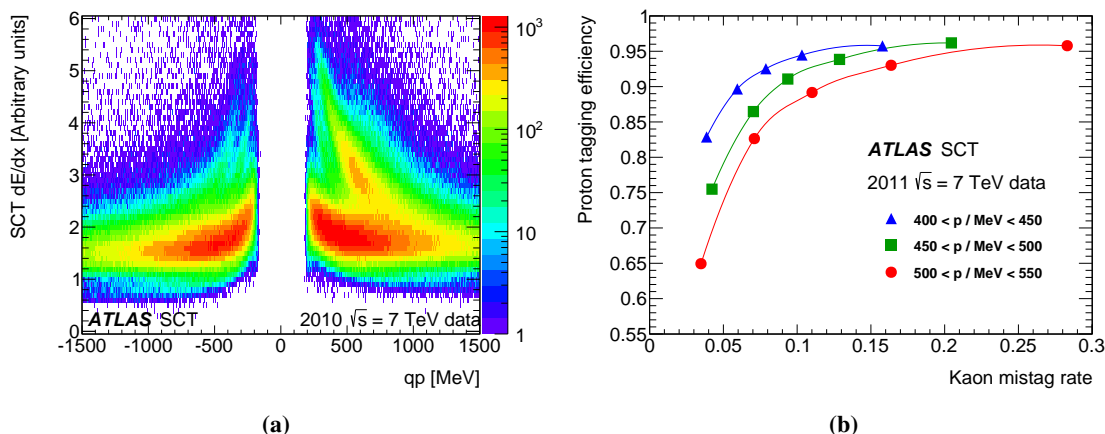 SCT dE/dx [Arbitrary units]
6
5
4
3
2
1
0
-1500 -1000 -500 0 500 1000 1500
qp [MeV]
ATLAS SCT
2010 √s = 7 TeV data
10³
10²
10
1
(a)
Proton tagging efficiency
1
0.95
0.9
0.85
0.8
0.75
0.7
0.65
0.6
0.55
0 0.05 0.1 0.15 0.2 0.25 0.3
Kaon mistag rate
ATLAS SCT
2011 √s = 7 TeV data
400 < p / MeV < 450
450 < p / MeV < 500
500 < p / MeV < 550
(b)